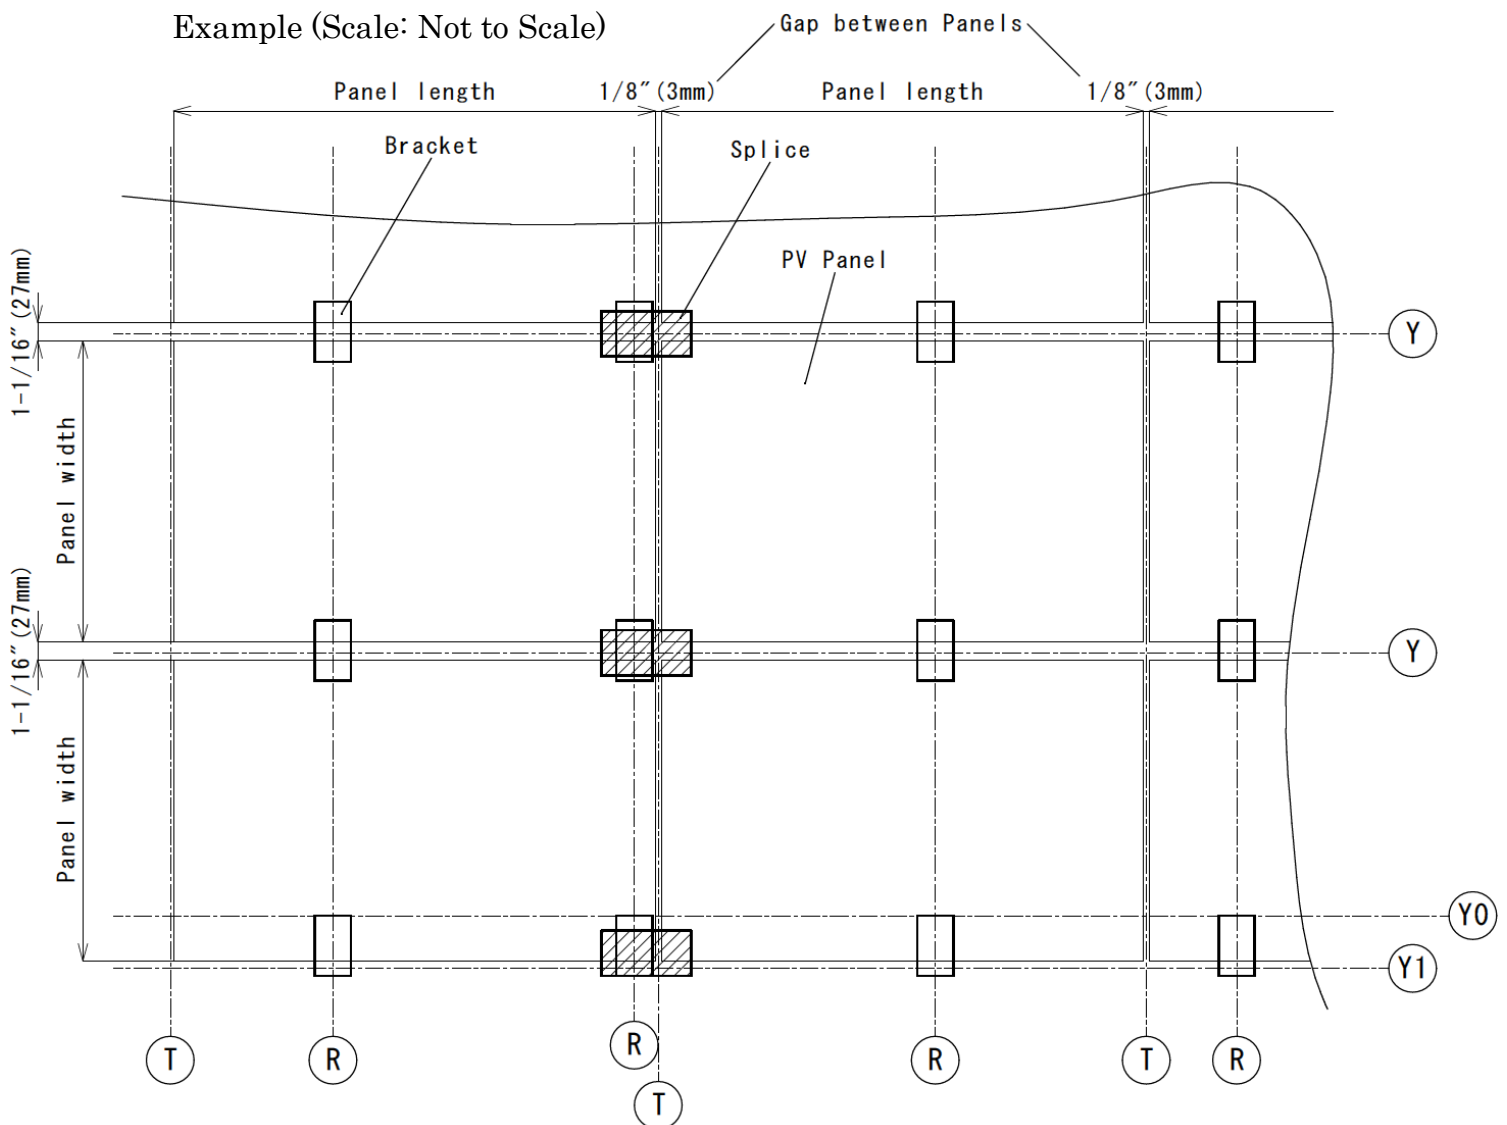 Example (Scale: Not to Scale)
Gap between Panels
Panel length
1/8″(3mm)
Panel length
1/8″(3mm)
Bracket
Splice
PV Panel
1-1/16″(27mm)
Y
Panel width
1-1/16″(27mm)
Y
Panel width
Y0
Y1
T
R
R
T
R
T
R